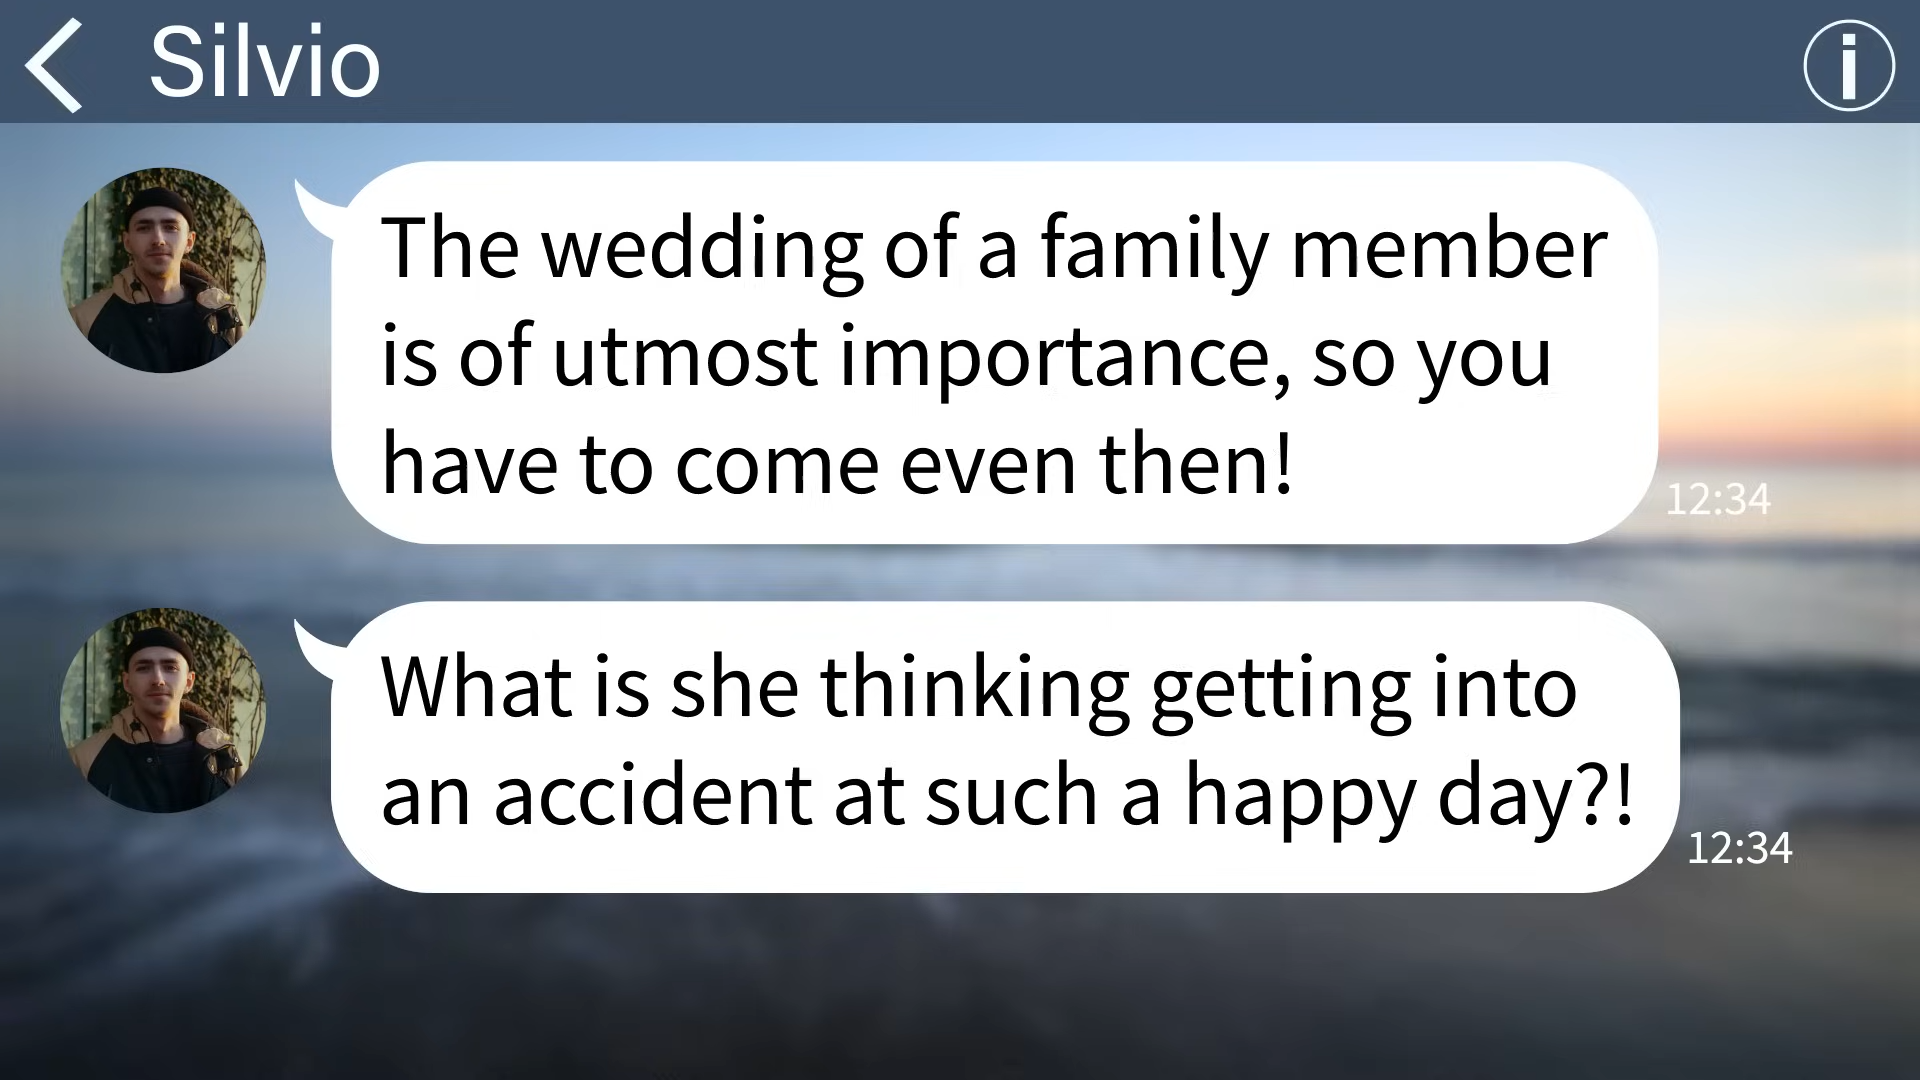 Silvio
The wedding of a family member
is of utmost importance, so you
have to come even then!
12:34
What is she thinking getting into
an accident at such a happy day?!
12:34